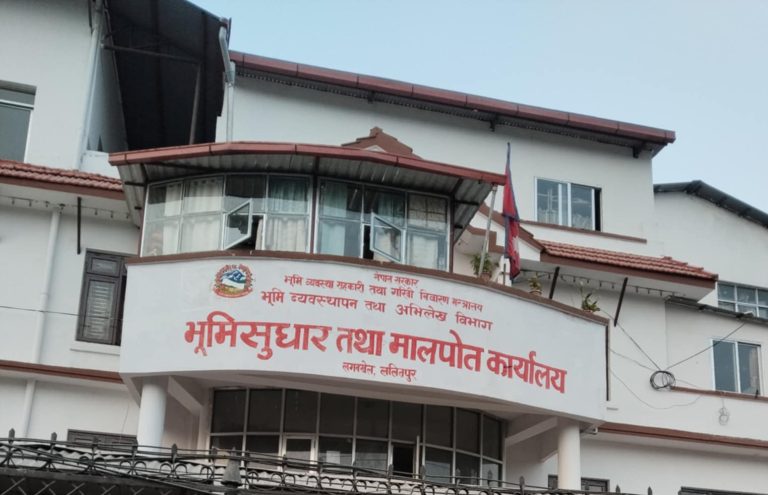 नेपाल सरकार
भूमि व्यवस्था सहकारी तथा गरिबी निवारण मन्त्रालय
भूमि व्यवस्थापन तथा अभिलेख विभाग
भूमिसुधार तथा मालपोत कार्यालय
लगनखेल, ललितपुर